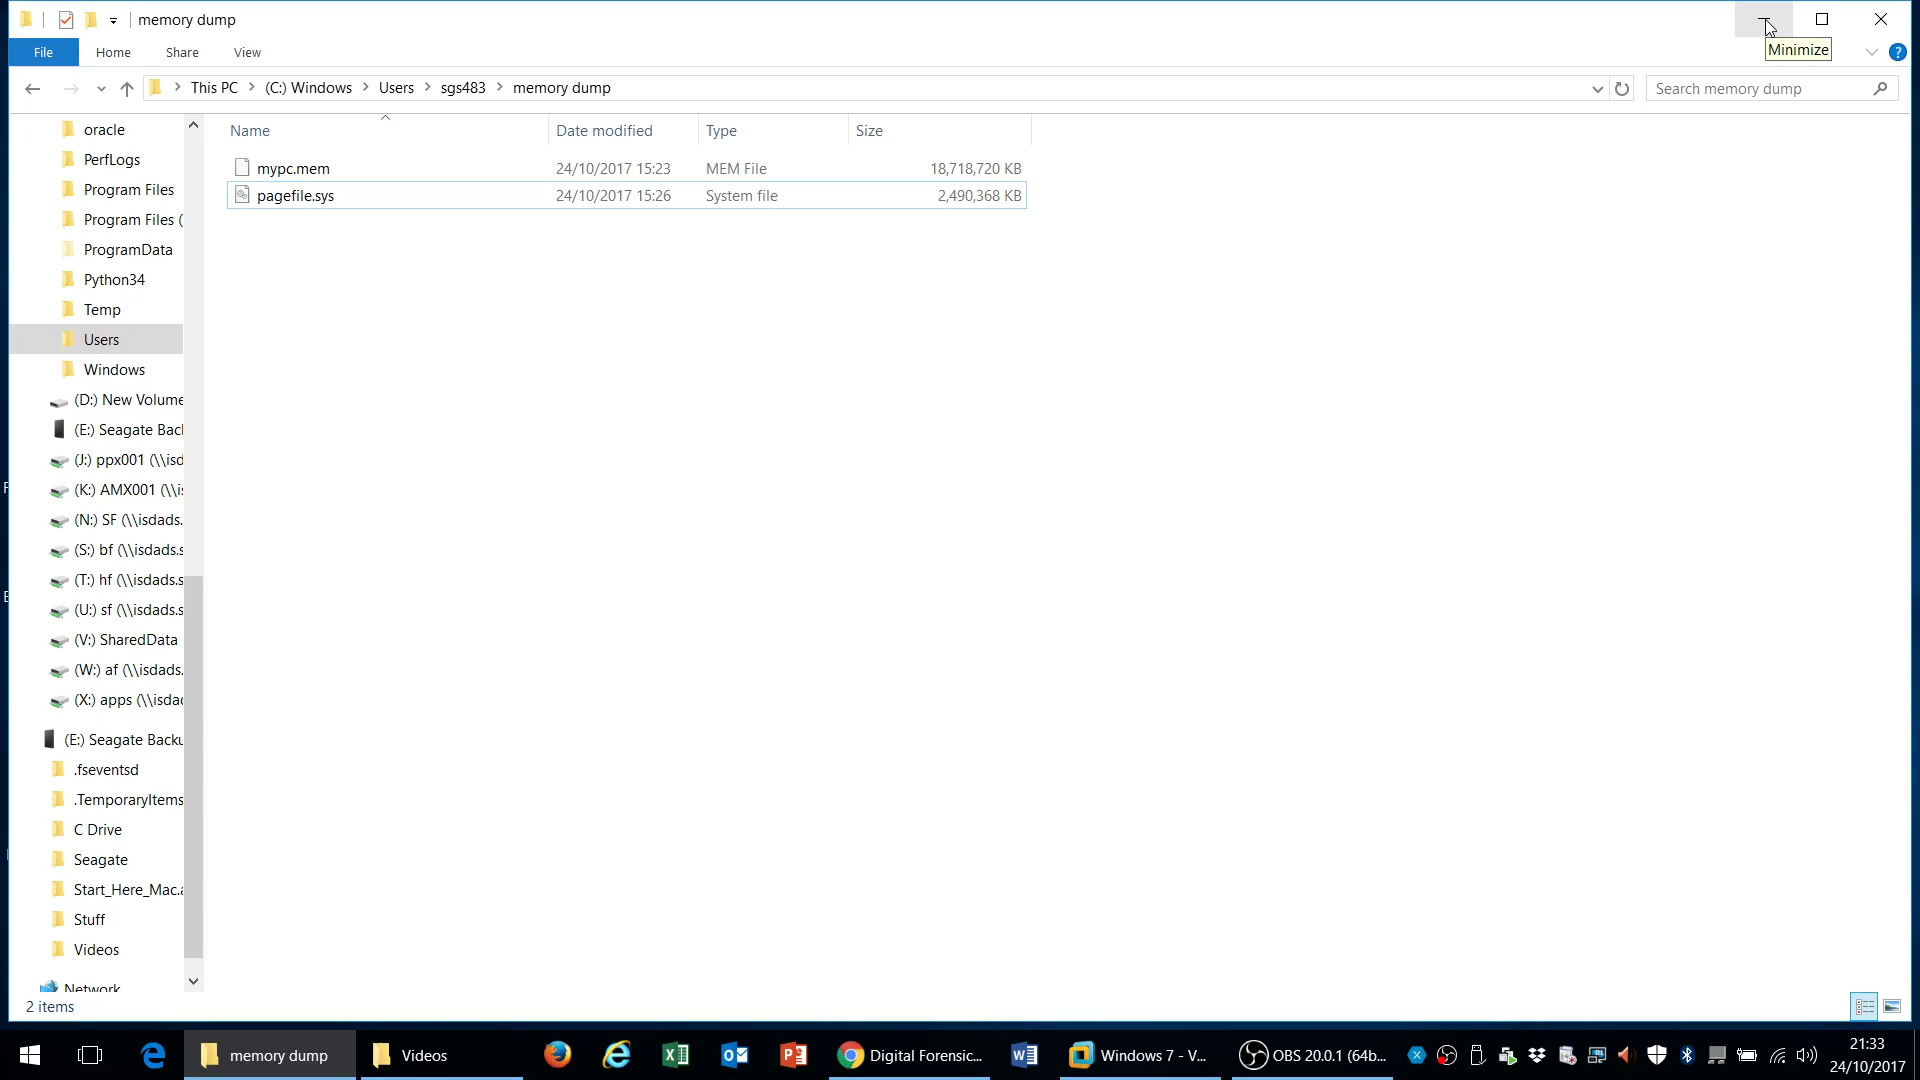 memory dump
Minimize
File
Home
Share
View
?
This PC
(C:) Windows
Users
sgs483
memory dump
Search memory dump
Name
Date modified
Type
Size
mypc.mem
24/10/2017 15:23
MEM File
18,718,720 KB
pagefile.sys
24/10/2017 15:26
System file
2,490,368 KB
oracle
PerfLogs
Program Files
Program Files (
ProgramData
Python34
Temp
Users
Windows
(D:) New Volume
(E:) Seagate Bac
(J:) ppx001 (\\isd
(K:) AMX001 (\\i
(N:) SF (\\isdads.
(S:) bf (\\isdads.s
(T:) hf (\\isdads.s
(U:) sf (\\isdads.s
(V:) SharedData
(W:) af (\\isdads.
(X:) apps (\\isdac
(E:) Seagate Backu
.fseventsd
.TemporaryItems
C Drive
Seagate
Start_Here_Mac.a
Stuff
Videos
Network
2 items
memory dump
Videos
Digital Forensic...
Windows 7 - V...
OBS 20.0.1 (64b...
21:33
24/10/2017